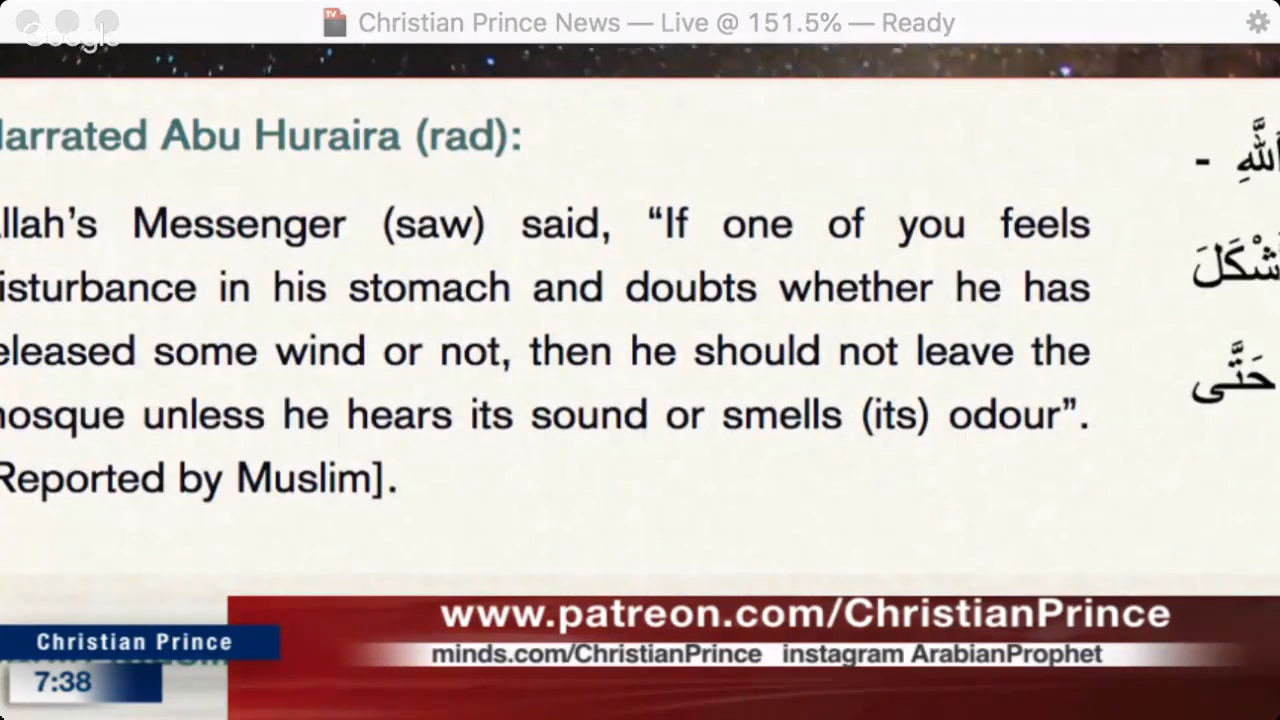 Christian Prince News — Live @ 151.5% — Ready
Google
arrated Abu Huraira (rad):
llah's Messenger (saw) said, “If one of you feels
isturbance in his stomach and doubts whether he has
eleased some wind or not, then he should not leave the
osque unless he hears its sound or smells (its) odour”.
Reported by Muslim].
اللَّهِ -
شْكَلَ
حَتَّى
www.patreon.com/ChristianPrince
Christian Prince
minds.com/ChristianPrince instagram ArabianProphet
7:38